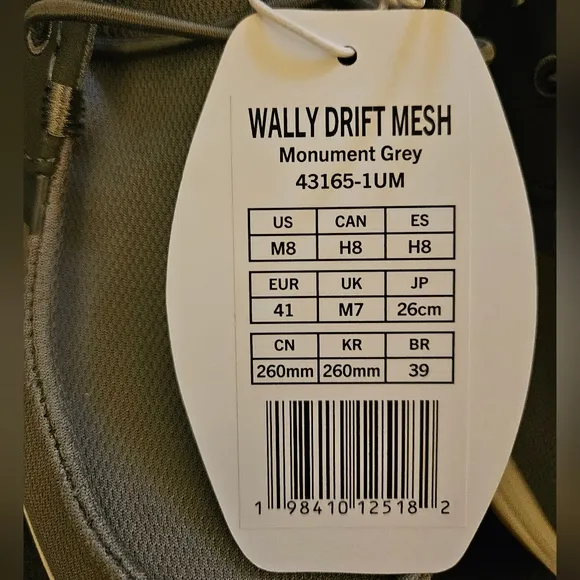 WALLY DRIFT MESH
Monument Grey
43165-1UM
US CAN ES
M8 H8 H8
EUR UK JP
41 M7 26cm
CN KR BR
260mm 260mm 39
1 98410 12518 2